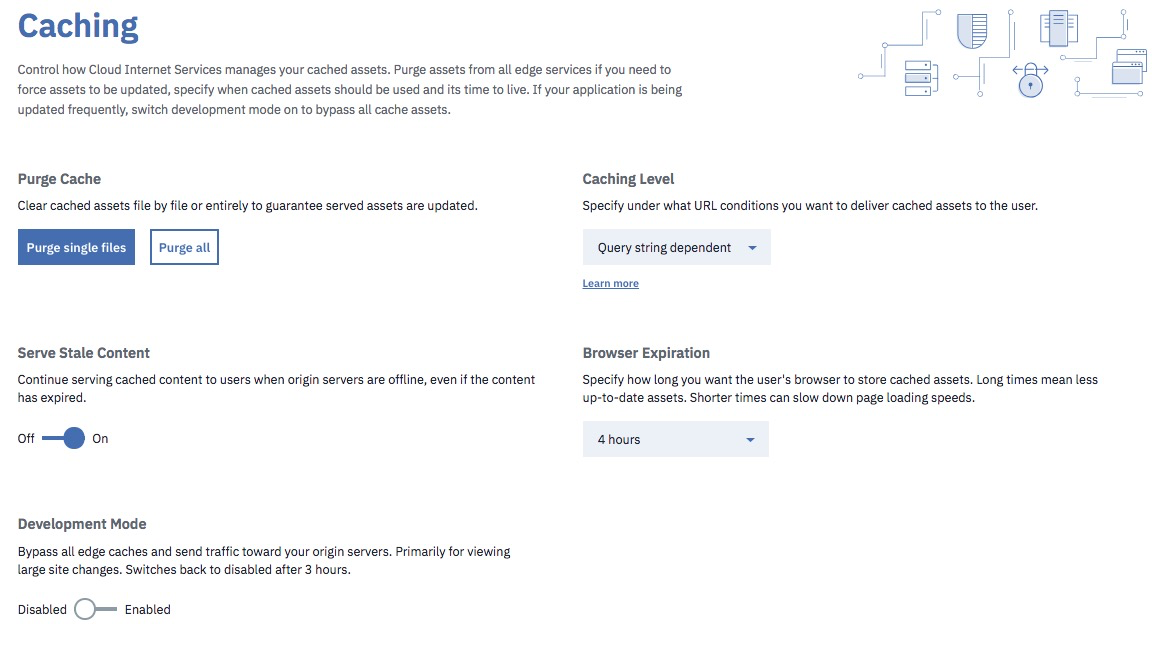 Caching
Control how Cloud Internet Services manages your cached assets. Purge assets from all edge services if you need to
force assets to be updated, specify when cached assets should be used and its time to live. If your application is being
updated frequently, switch development mode on to bypass all cache assets.
Purge Cache
Clear cached assets file by file or entirely to guarantee served assets are updated.
Purge single files
Purge all
Caching Level
Specify under what URL conditions you want to deliver cached assets to the user.
Query string dependent
Learn more
Serve Stale Content
Continue serving cached content to users when origin servers are offline, even if the content
has expired.
Off On
Browser Expiration
Specify how long you want the user's browser to store cached assets. Long times mean less
up-to-date assets. Shorter times can slow down page loading speeds.
4 hours
Development Mode
Bypass all edge caches and send traffic toward your origin servers. Primarily for viewing
large site changes. Switches back to disabled after 3 hours.
Disabled Enabled